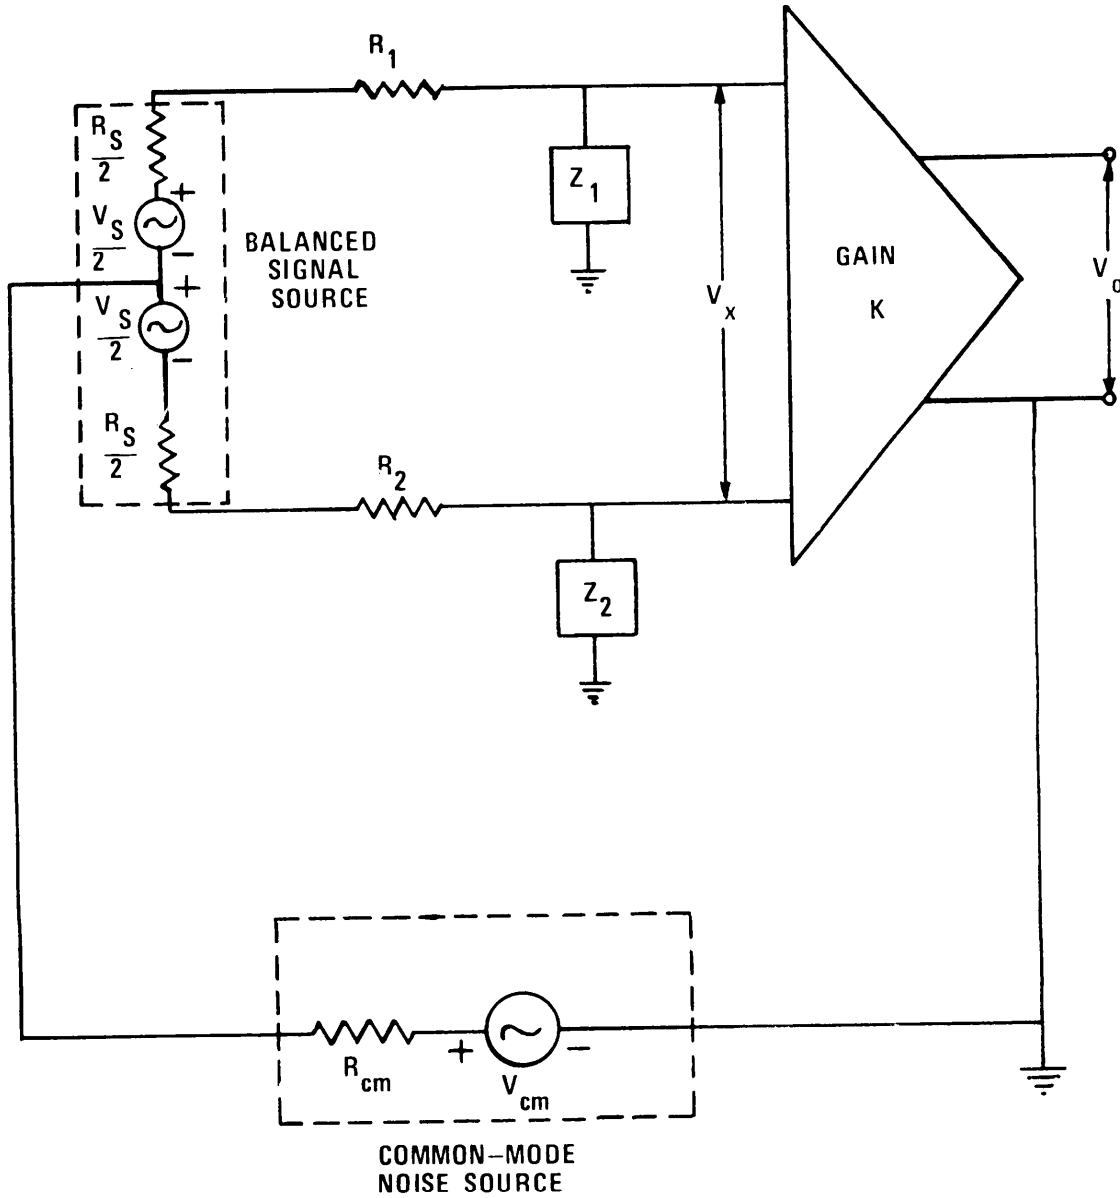 R1
RS
2
+
VS
2
−
BALANCED
SIGNAL
SOURCE
+
VS
2
−
RS
2
R2
Z1
Z2
Vx
GAIN
K
Vo
Rcm
+
−
Vcm
COMMON–MODE
NOISE SOURCE